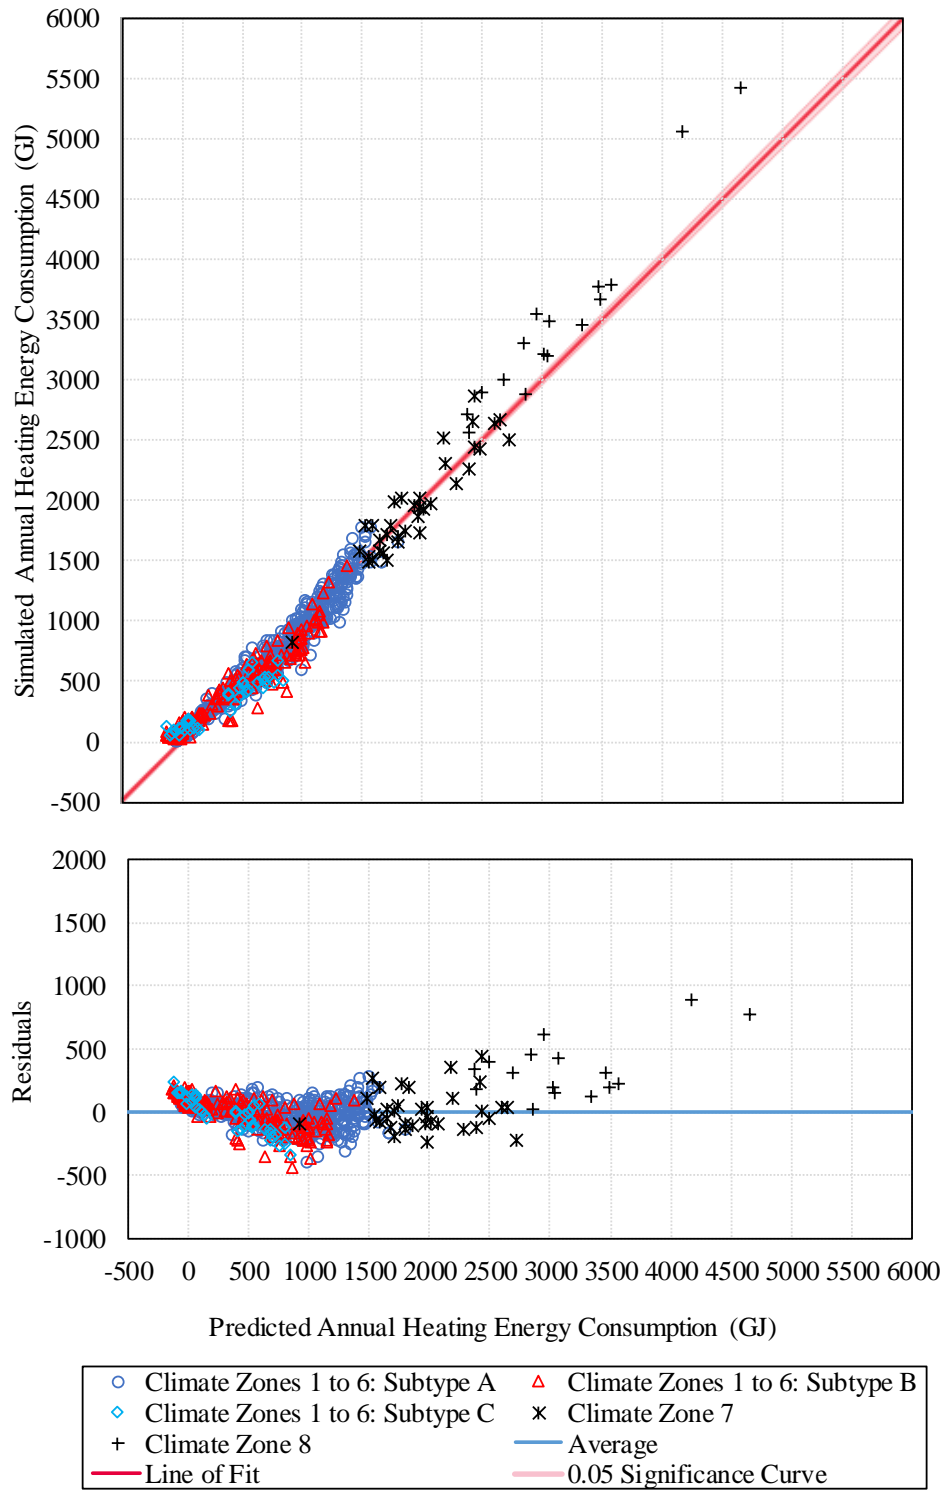 6000
5500
5000
4500
4000
3500
3000
2500
2000
1500
1000
500
0
-500
Simulated Annual Heating Energy Consumption (GJ)
2000
1500
1000
500
0
-500
-1000
Residuals
-500 0 500 1000 1500 2000 2500 3000 3500 4000 4500 5000 5500 6000
Predicted Annual Heating Energy Consumption (GJ)
Climate Zones 1 to 6: Subtype A Climate Zones 1 to 6: Subtype B
Climate Zones 1 to 6: Subtype C Climate Zone 7
Climate Zone 8 Average
Line of Fit 0.05 Significance Curve